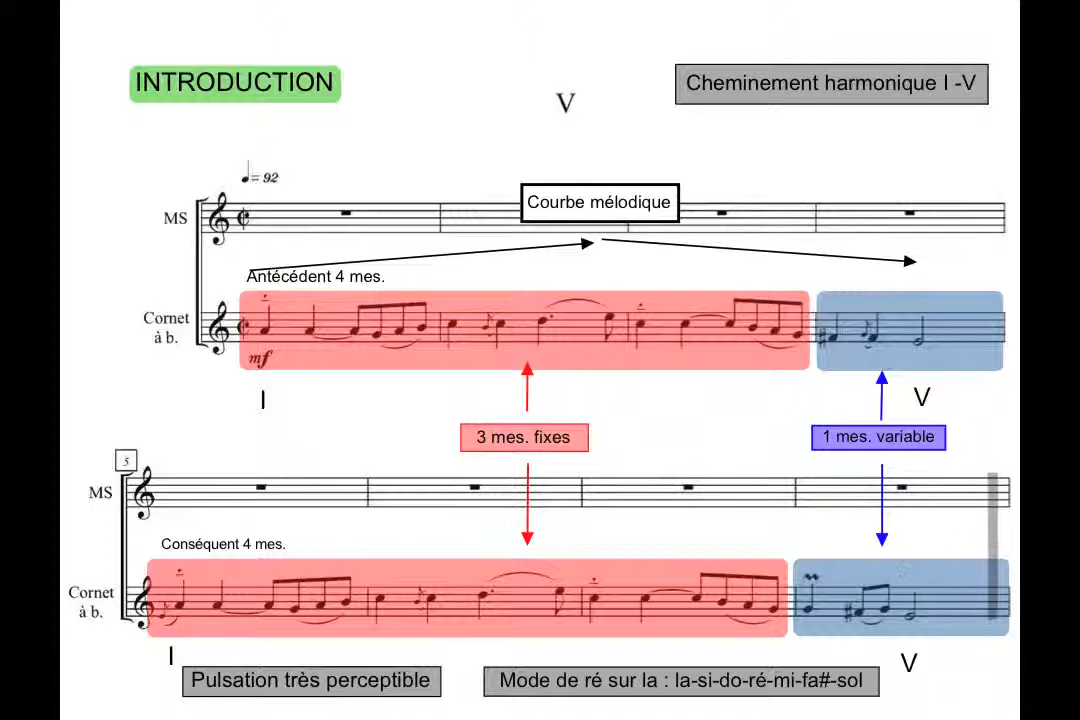 INTRODUCTION
Cheminement harmonique I -V
V
= 92
MS
Courbe mélodique
Antécédent 4 mes.
Cornet
à b.
mf
I
V
3 mes. fixes
1 mes. variable
5
MS
Conséquent 4 mes.
Cornet
à b.
I
V
Pulsation très perceptible
Mode de ré sur la : la-si-do-ré-mi-fa#-sol